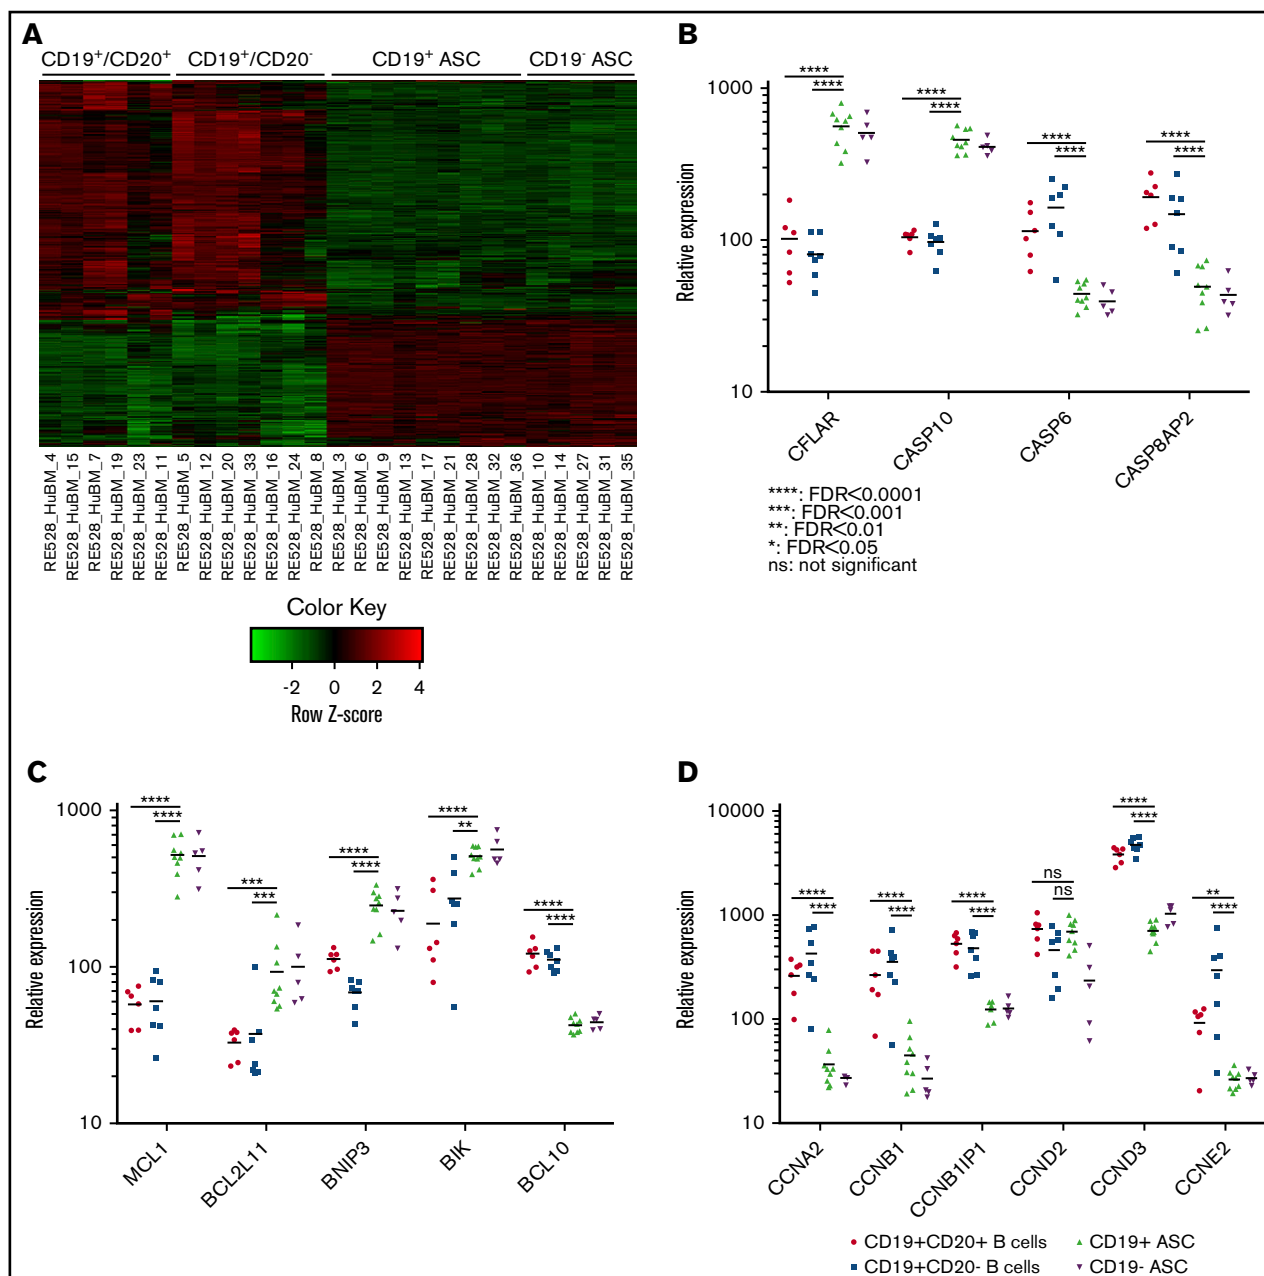 A
CD19+/CD20+ CD19+/CD20- CD19+ ASC CD19- ASC
RE528_HuBM_4
RE528_HuBM_15
RE528_HuBM_7
RE528_HuBM_19
RE528_HuBM_23
RE528_HuBM_11
RE528_HuBM_5
RE528_HuBM_12
RE528_HuBM_20
RE528_HuBM_33
RE528_HuBM_16
RE528_HuBM_24
RE528_HuBM_8
RE528_HuBM_3
RE528_HuBM_6
RE528_HuBM_9
RE528_HuBM_13
RE528_HuBM_17
RE528_HuBM_21
RE528_HuBM_28
RE528_HuBM_32
RE528_HuBM_36
RE528_HuBM_10
RE528_HuBM_14
RE528_HuBM_27
RE528_HuBM_31
RE528_HuBM_35
Color Key
-2 0 2 4
Row Z-score
B
Relative expression
1000
100
10
**** **** **** ****
**** **** **** ****
CFLAR
CASP10
CASP6
CASP8AP2
****: FDR<0.0001
***: FDR<0.001
**: FDR<0.01
*: FDR<0.05
ns: not significant
C
Relative expression
1000
100
10
**** *** **** **** ****
**** *** **** ** ****
MCL1
BCL2L11
BNIP3
BIK
BCL10
D
Relative expression
10000
1000
100
10
**** **** **** ns **** **
**** **** **** ns **** ****
CCNA2
CCNB1
CCNB1IP1
CCND2
CCND3
CCNE2
CD19+CD20+ B cells
CD19+CD20- B cells
CD19+ ASC
CD19- ASC